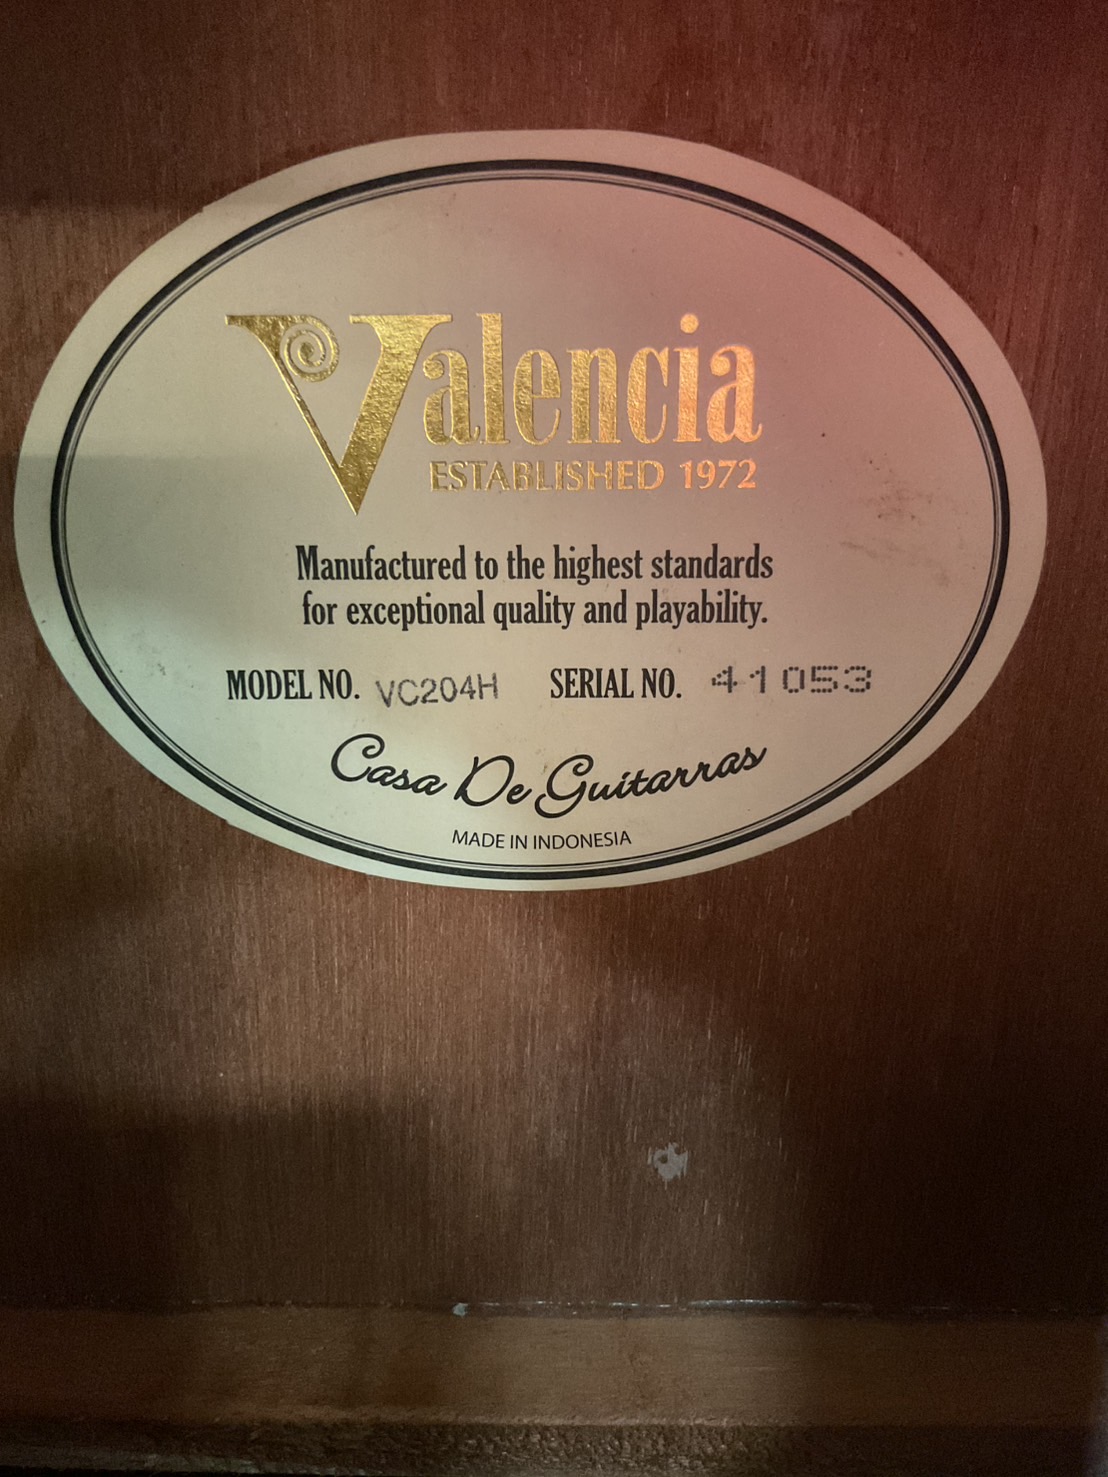 Valencia
ESTABLISHED 1972
Manufactured to the highest standards
for exceptional quality and playability.
MODEL NO. VC204H SERIAL NO. 41053
Casa De Guitarras
MADE IN INDONESIA